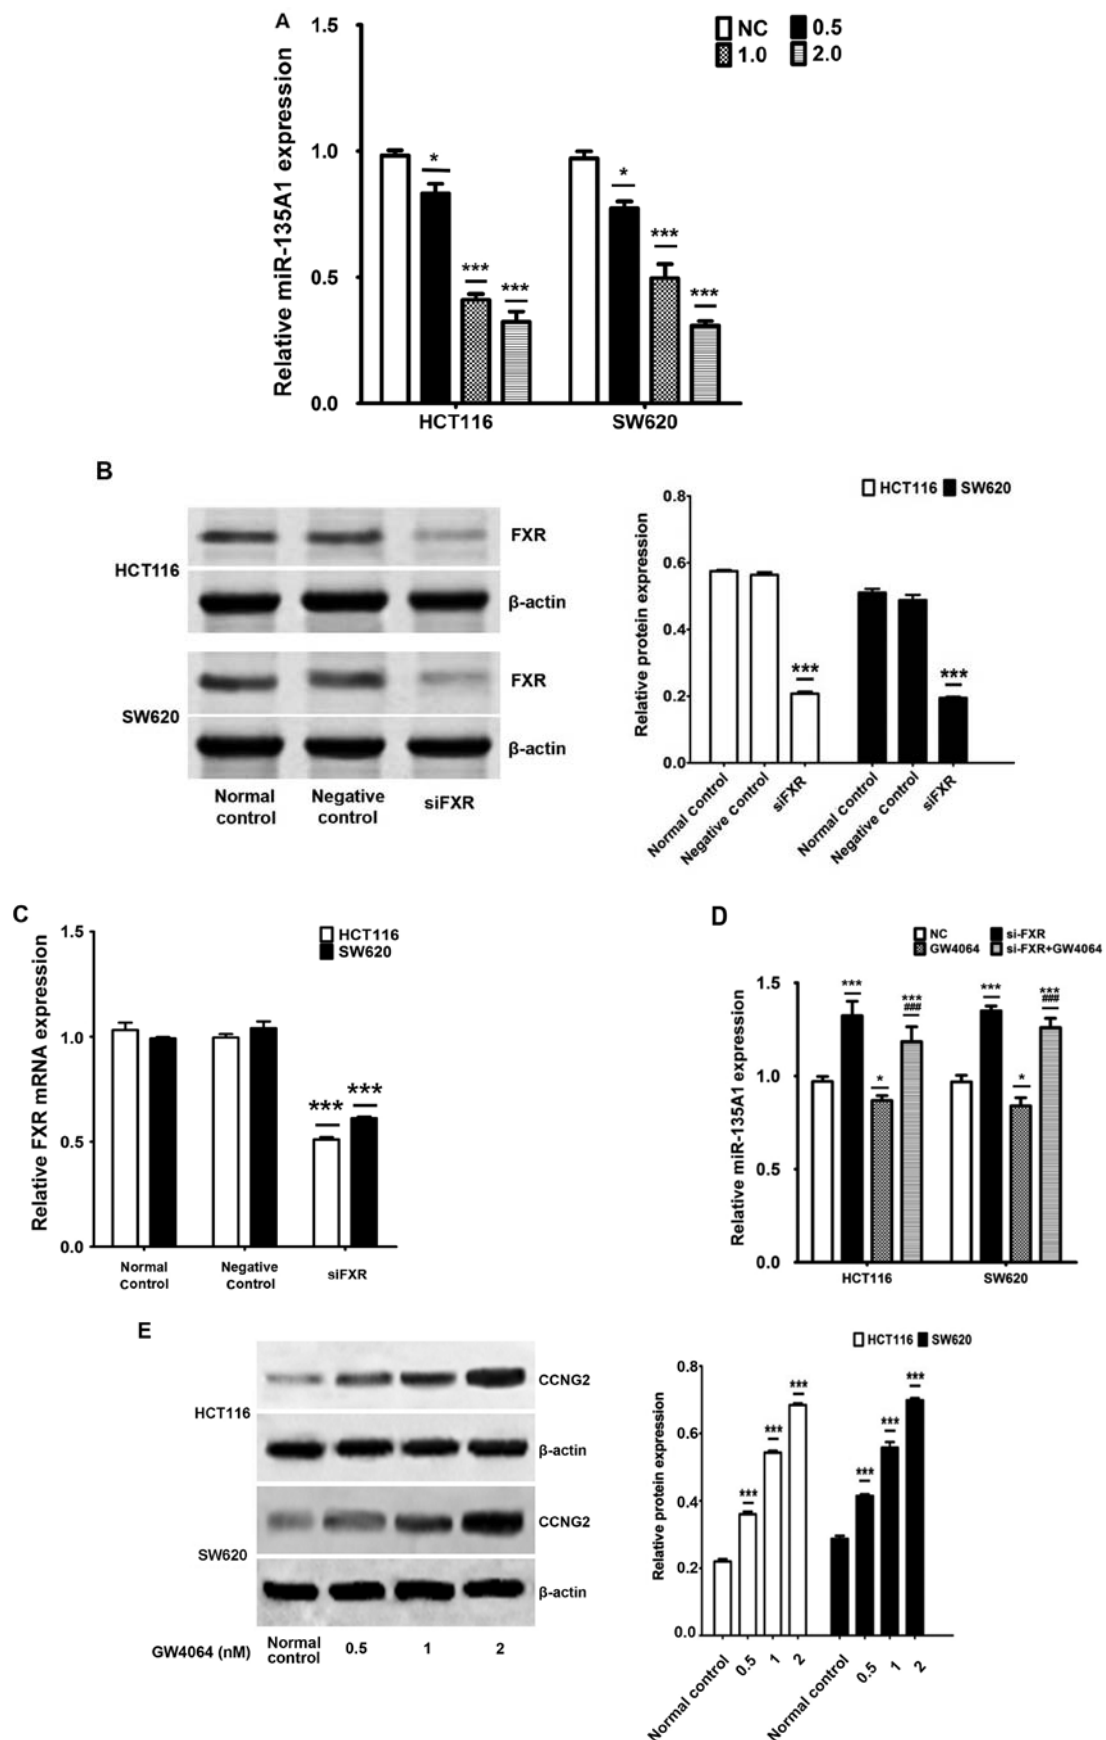 A
Relative miR-135A1 expression
1.5
1.0
0.5
0.0
NC
0.5
1.0
2.0
*
***
***
*
***
***
HCT116
SW620
B
HCT116
FXR
β-actin
SW620
FXR
β-actin
Normal control
Negative control
siFXR
HCT116
SW620
Relative protein expression
0.8
0.6
0.4
0.2
0.0
***
***
Normal Control
Negative Control
siFXR
Normal Control
Negative Control
siFXR
C
Relative FXR mRNA expression
1.5
1.0
0.5
0.0
HCT116
SW620
***
***
Normal Control
Negative Control
siFXR
D
NC
si-FXR
GW4064
si-FXR+GW4064
Relative miR-135A1 expression
1.5
1.0
0.5
0.0
***
*
***
###
***
*
***
###
HCT116
SW620
E
HCT116
CCNG2
β-actin
SW620
CCNG2
β-actin
GW4064 (nM)
Normal control
0.5
1
2
HCT116
SW620
Relative protein expression
0.8
0.6
0.4
0.2
0.0
***
***
***
***
***
***
Normal control
0.5
1
2
Normal control
0.5
1
2